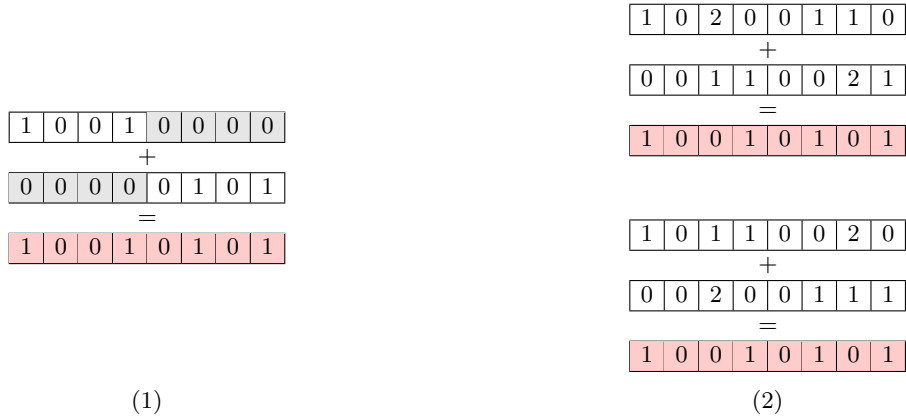 1 0 0 1 0 0 0 0
+
0 0 0 0 0 1 0 1
=
1 0 0 1 0 1 0 1
(1)
1 0 2 0 0 1 1 0
+
0 0 1 1 0 0 2 1
=
1 0 0 1 0 1 0 1
1 0 1 1 0 0 2 0
+
0 0 2 0 0 1 1 1
=
1 0 0 1 0 1 0 1
(2)